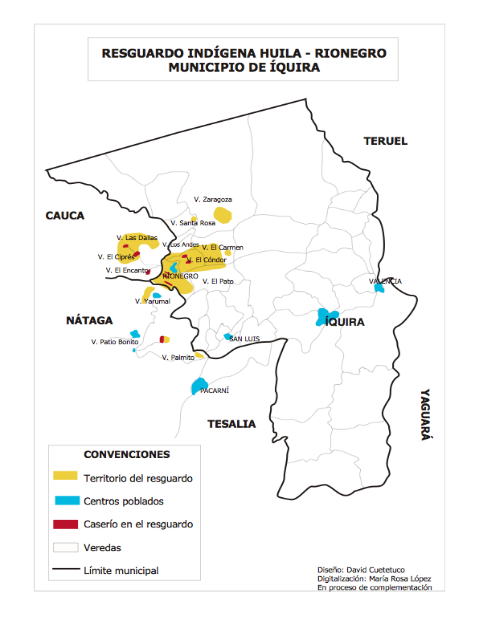 RESGUARDO INDÍGENA HUILA - RIONEGRO
MUNICIPIO DE ÍQUIRA
TERUEL
CAUCA
V. Zaragoza
V. Santa Rosa
V. Las Dalias
V. Los Andes
V. El Carmen
V. El Ciprés
V. El Cóndor
V. El Encanto
RIONEGRO
V. El Pato
VALENCIA
V. Yarumal
NÁTAGA
ÍQUIRA
V. Patio Bonito
SAN LUIS
V. Palmito
PACARNÍ
TESALIA
YAGUARÁ
CONVENCIONES
Territorio del resguardo
Centros poblados
Caserío en el resguardo
Veredas
Límite municipal
Diseño: David Cuetetuco
Digitalización: María Rosa López
En proceso de complementación